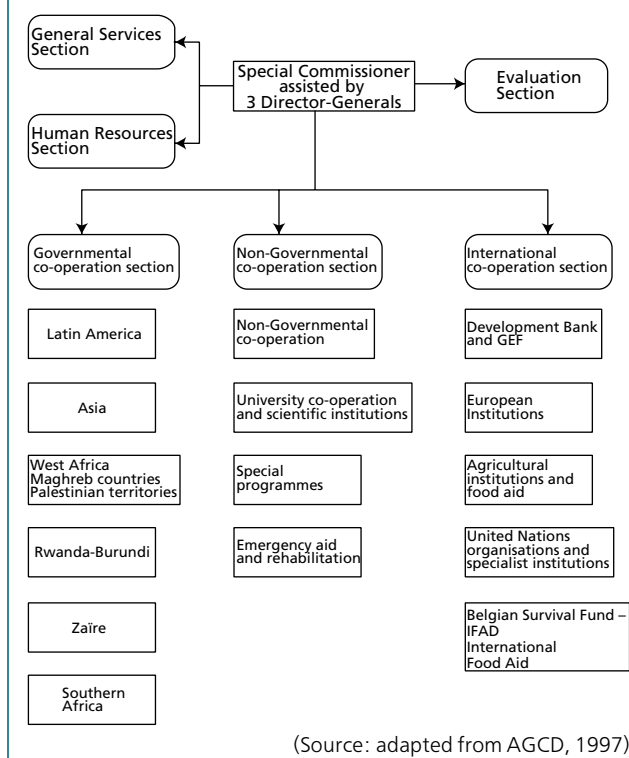 General Services
Section
Special Commissioner
assisted by
3 Director-Generals
Evaluation
Section
Human Resources
Section
Governmental
co-operation section
Non-Governmental
co-operation section
International
co-operation section
Latin America
Non-Governmental
co-operation
Development Bank
and GEF
Asia
University co-operation
and scientific institutions
European
Institutions
West Africa
Maghreb countries
Palestinian territories
Special
programmes
Agricultural
institutions and
food aid
Rwanda-Burundi
Emergency aid
and rehabilitation
United Nations
organisations and
specialist institutions
Zaïre
Belgian Survival Fund –
IFAD
International
Food Aid
Southern
Africa
(Source: adapted from AGCD, 1997)